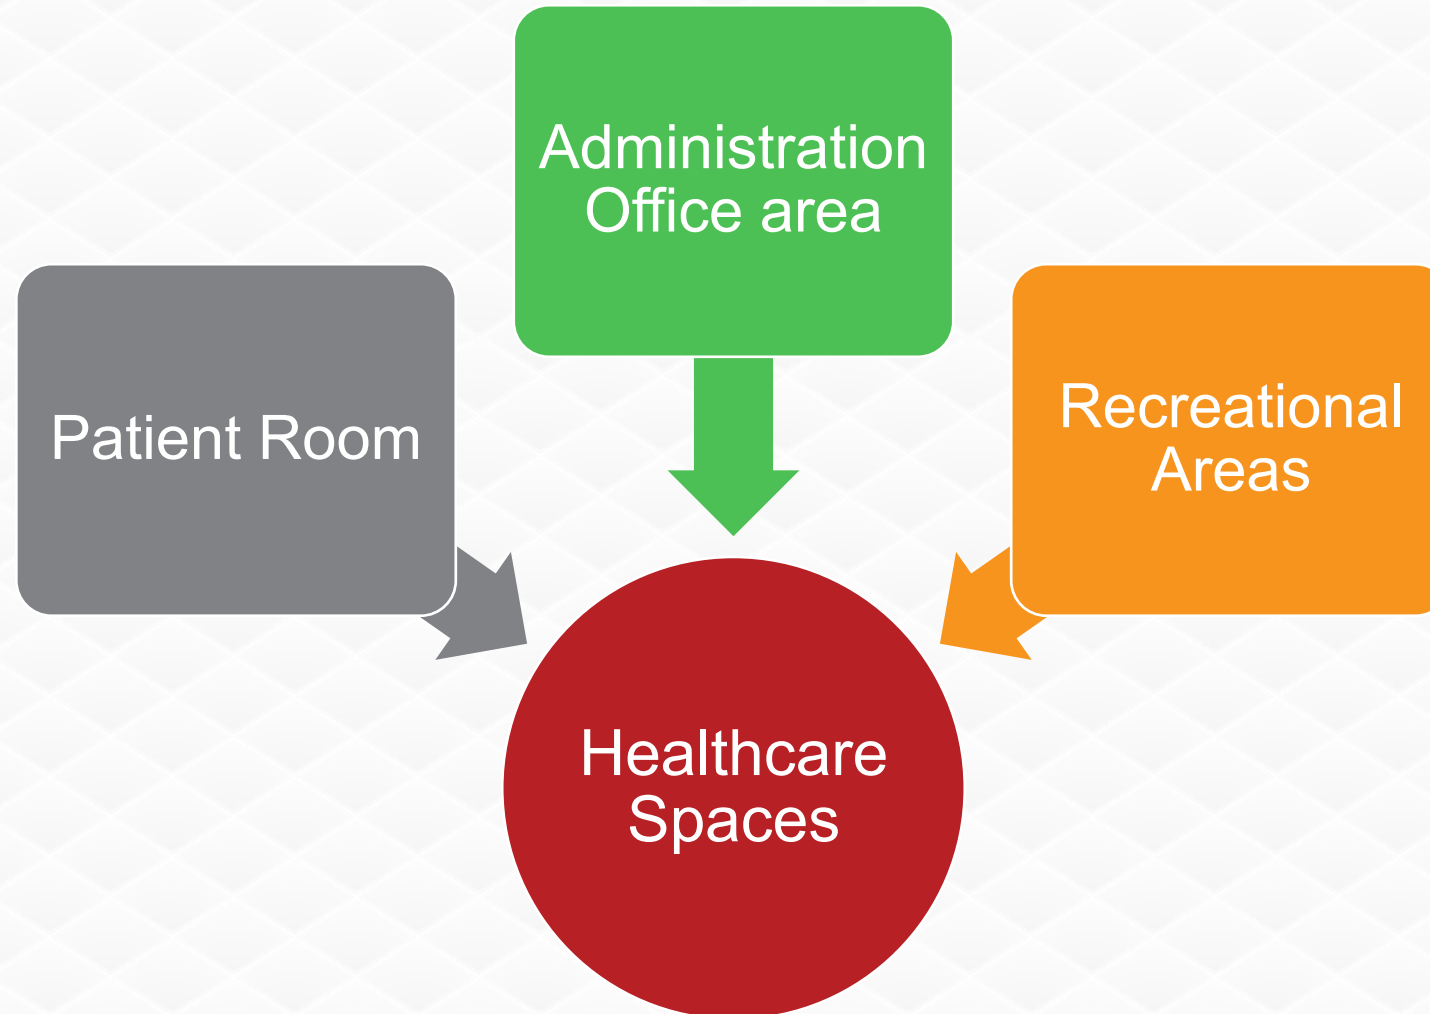 Administration
Office area
Patient Room
Recreational
Areas
Healthcare
Spaces